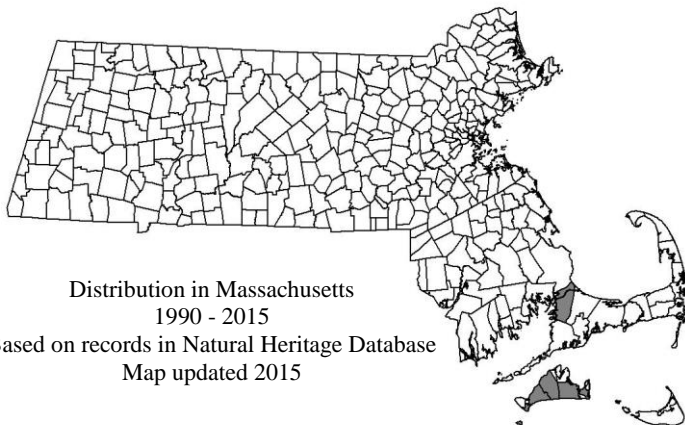 Distribution in Massachusetts
1990 - 2015
ased on records in Natural Heritage Database
Map updated 2015